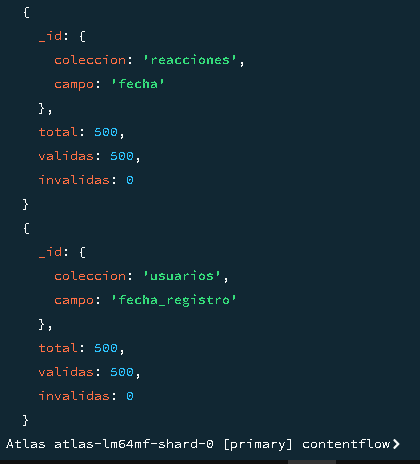 {
_id: {
coleccion: 'reacciones',
campo: 'fecha'
},
total: 500,
validas: 500,
invalidas: 0
}
{
_id: {
coleccion: 'usuarios',
campo: 'fecha_registro'
},
total: 500,
validas: 500,
invalidas: 0
}
Atlas atlas-lm64mf-shard-0 [primary] contentflow❯